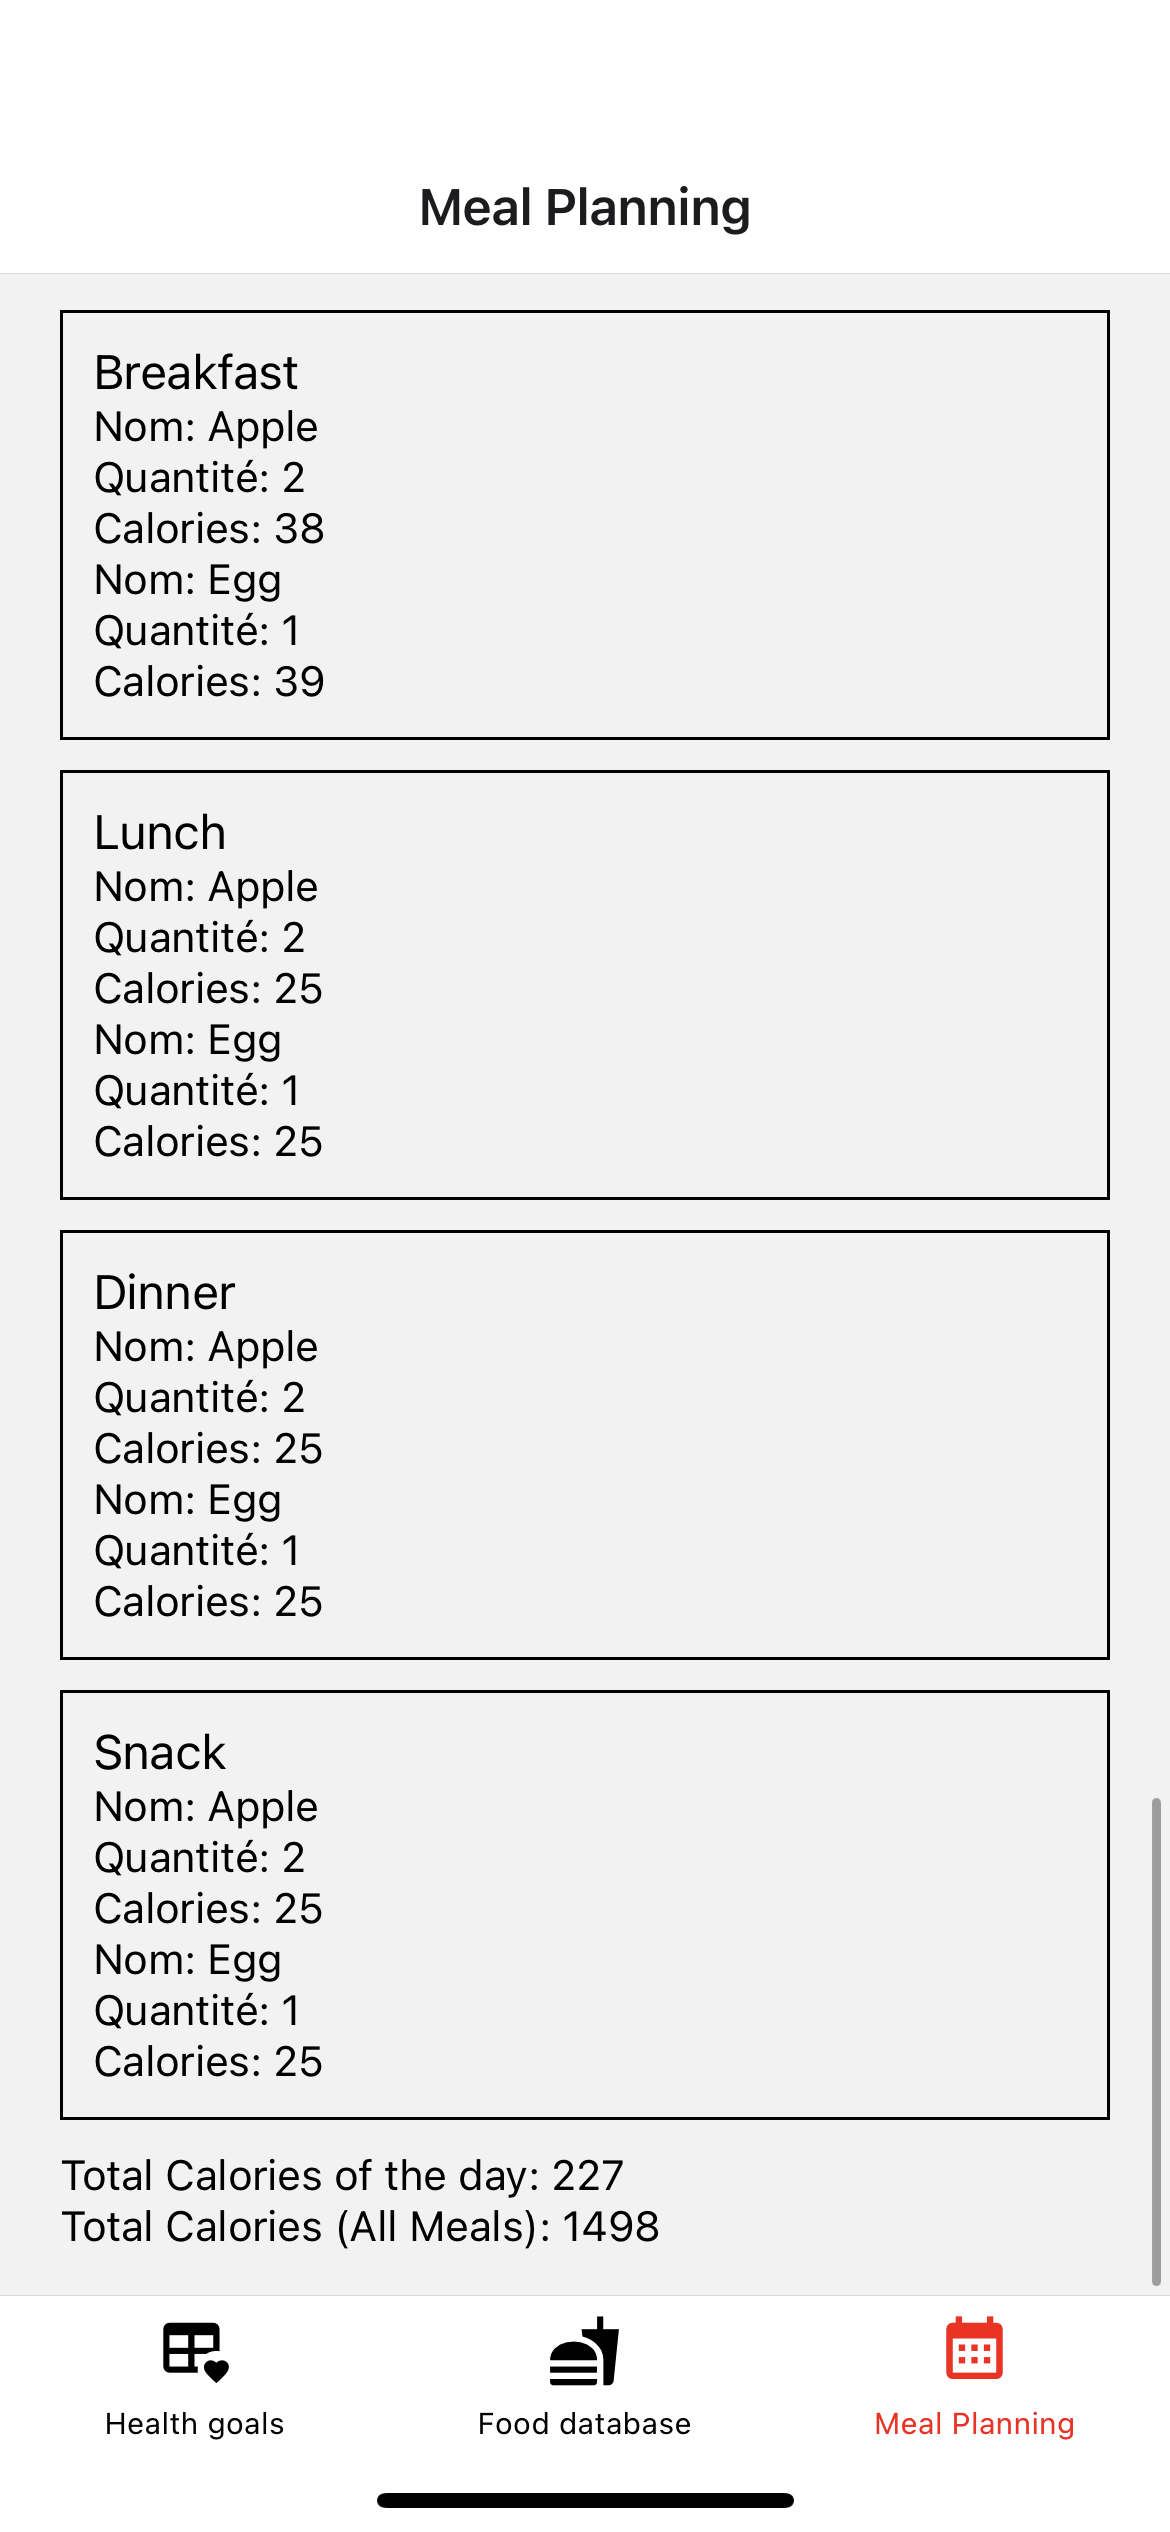 Meal Planning
Breakfast
Nom: Apple
Quantité: 2
Calories: 38
Nom: Egg
Quantité: 1
Calories: 39
Lunch
Nom: Apple
Quantité: 2
Calories: 25
Nom: Egg
Quantité: 1
Calories: 25
Dinner
Nom: Apple
Quantité: 2
Calories: 25
Nom: Egg
Quantité: 1
Calories: 25
Snack
Nom: Apple
Quantité: 2
Calories: 25
Nom: Egg
Quantité: 1
Calories: 25
Total Calories of the day: 227
Total Calories (All Meals): 1498
Health goals
Food database
Meal Planning